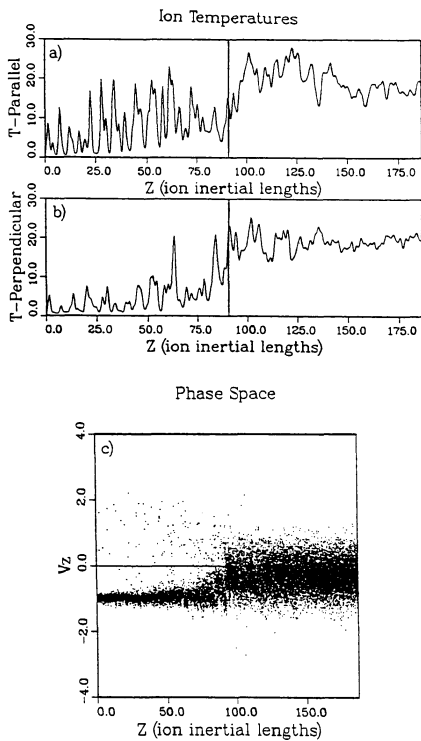 Ion Temperatures
a)
T-Parallel
0.0 10.0 20.0 30.0
0.0 25.0 50.0 75.0 100.0 125.0 150.0 175.0
Z (ion inertial lengths)
b)
T-Perpendicular
0.0 10.0 20.0 30.0
0.0 25.0 50.0 75.0 100.0 125.0 150.0 175.0
Z (ion inertial lengths)
Phase Space
c)
Vz
4.0
2.0
0.0
-2.0
-4.0
0.0 50.0 100.0 150.0
Z (ion inertial lengths)